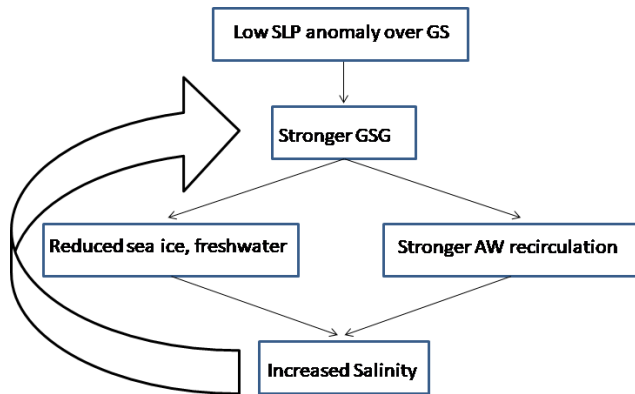 Low SLP anomaly over GS
Stronger GSG
Reduced sea ice, freshwater
Stronger AW recirculation
Increased Salinity